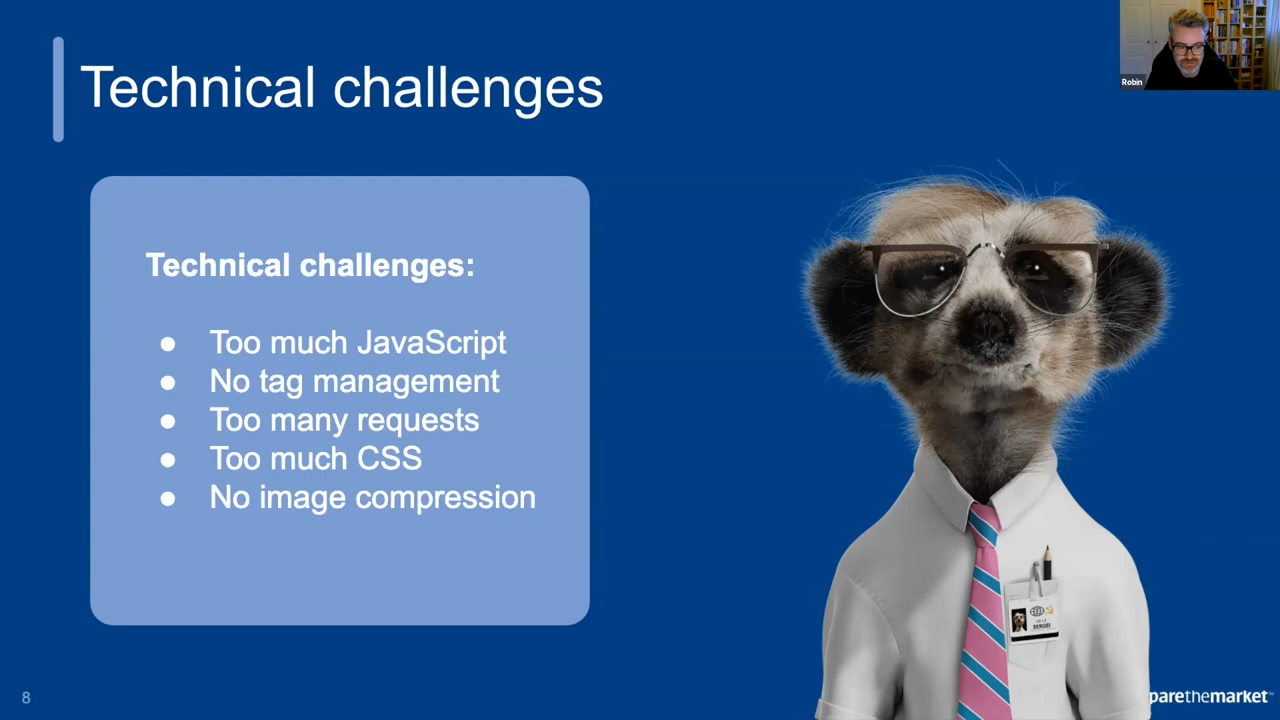 Technical challenges
Robin
Technical challenges:
● Too much JavaScript
● No tag management
● Too many requests
● Too much CSS
● No image compression
SERGEI
8
parethemarket